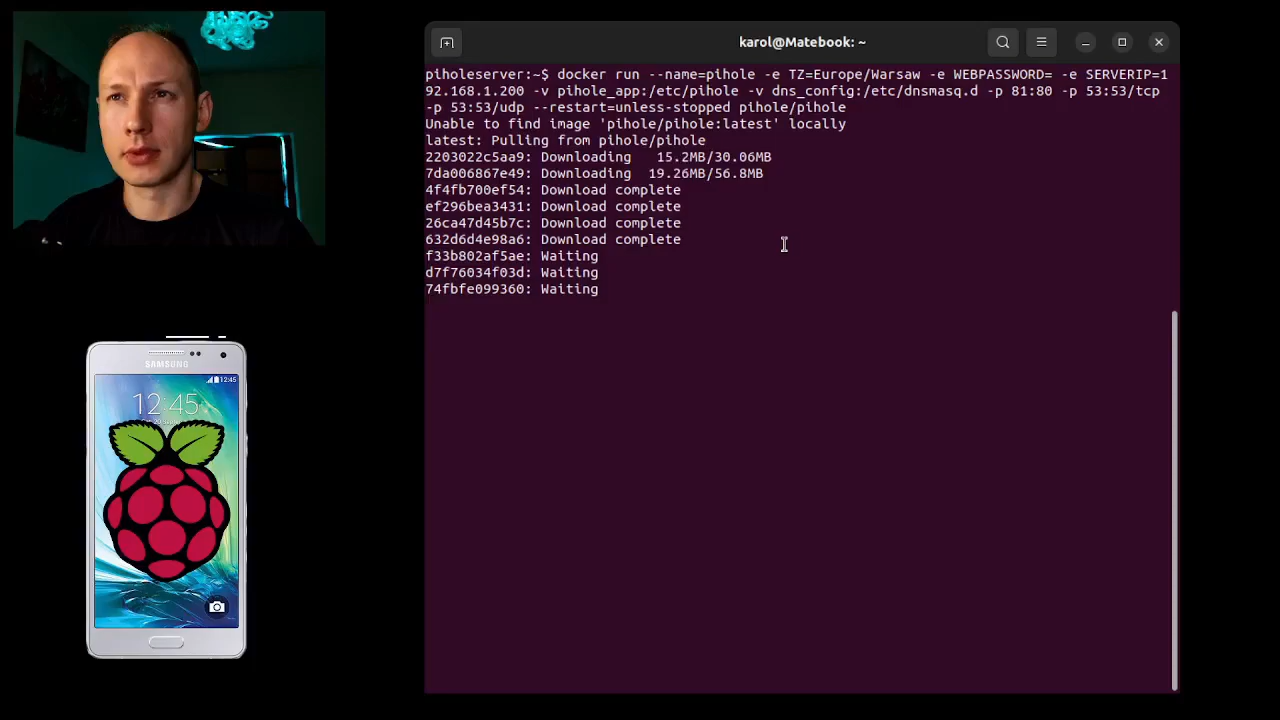 karol@Matebook: ~
piholeserver:~$ docker run --name=pihole -e TZ=Europe/Warsaw -e WEBPASSWORD= -e SERVERIP=1
92.168.1.200 -v pihole_app:/etc/pihole -v dns_config:/etc/dnsmasq.d -p 81:80 -p 53:53/tcp
-p 53:53/udp --restart=unless-stopped pihole/pihole
Unable to find image 'pihole/pihole:latest' locally
latest: Pulling from pihole/pihole
2203022c5aa9: Downloading   15.2MB/30.06MB
7da006867e49: Downloading  19.26MB/56.8MB
4f4fb700ef54: Download complete
ef296bea3431: Download complete
26ca47d45b7c: Download complete
632d6d4e98a6: Download complete
f33b802af5ae: Waiting
d7f76034f03d: Waiting
74fbfe099360: Waiting
SAMSUNG
12:45
12:45